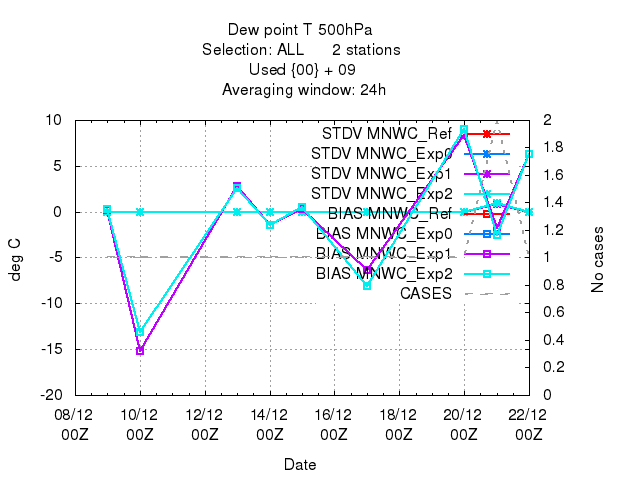 Dew point T 500hPa
Selection: ALL 2 stations
Used {00} + 09
Averaging window: 24h
10
5
0
-5
-10
-15
-20
deg C
2
1.8
1.6
1.4
1.2
1
0.8
0.6
0.4
0.2
0
No cases
STDV MNWC_Ref
STDV MNWC_Exp0
STDV MNWC_Exp1
STDV MNWC_Exp2
BIAS MNWC_Ref
BIAS MNWC_Exp0
BIAS MNWC_Exp1
BIAS MNWC_Exp2
CASES
08/12 10/12 12/12 14/12 16/12 18/12 20/12 22/12
00Z 00Z 00Z 00Z 00Z 00Z 00Z 00Z
Date